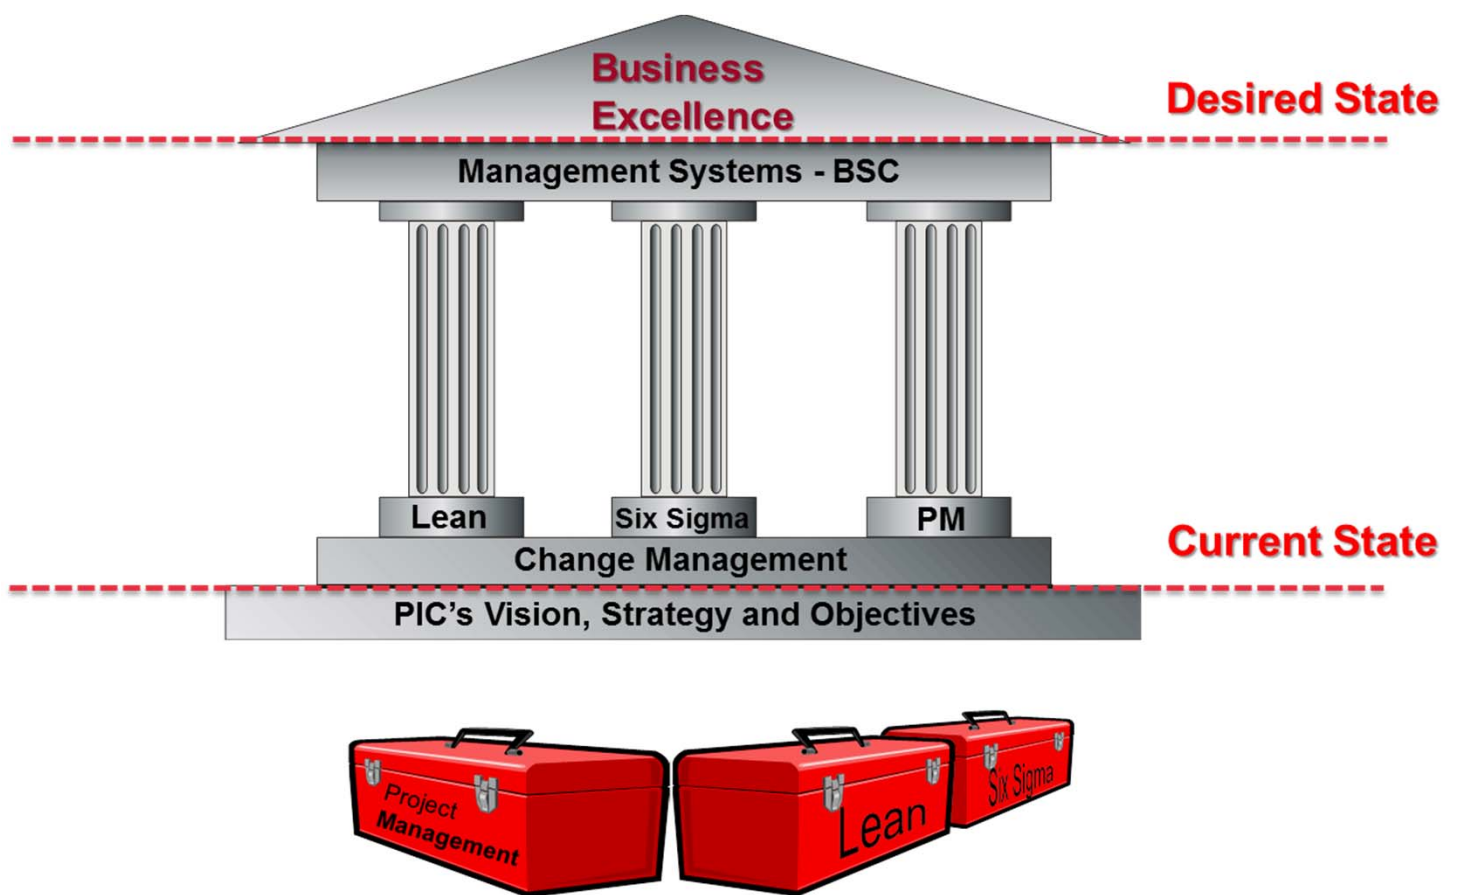 Business
Excellence
Desired State
Management Systems - BSC
Lean
Six Sigma
PM
Change Management
Current State
PIC’s Vision, Strategy and Objectives
Project
Management
Lean
Six Sigma